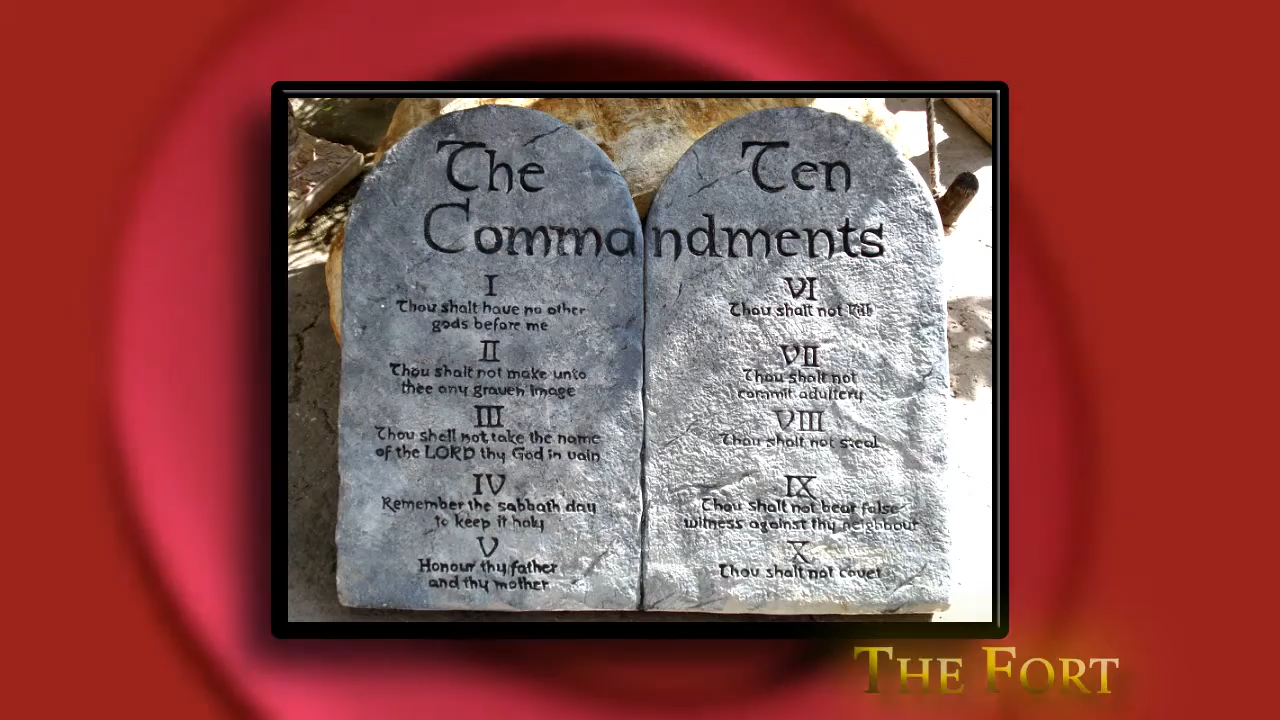 The
Commandments
I
Thou shalt have no other
gods before me
II
Thou shalt not make unto
thee any graven image
III
Thou shall not take the name
of the LORD thy God in vain
IV
Remember the sabbath day
to keep it holy
V
Honour thy father
and thy mother
Ten
VI
Thou shalt not kill
VII
Thou shalt not
commit adultery
VIII
Thou shalt not steal
IX
Thou shalt not bear false
witness against thy neighbour
X
Thou shalt not covet
THE FORT